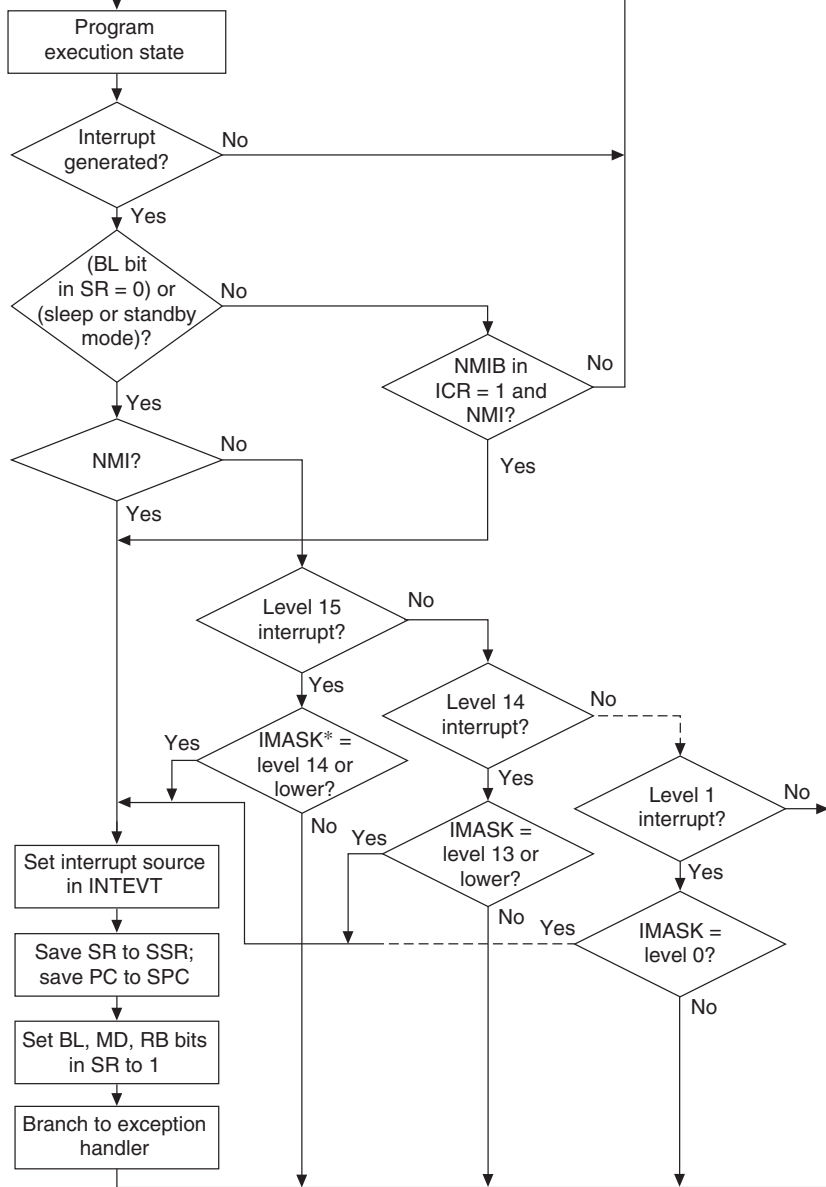 Program
execution state
Interrupt
generated?
No
Yes
(BL bit
in SR = 0) or
(sleep or standby
mode)?
No
Yes
NMIB in
ICR = 1 and
NMI?
No
Yes
NMI?
No
Yes
Level 15
interrupt?
No
Yes
Level 14
interrupt?
No
Yes
IMASK* =
level 14 or
lower?
Yes
No
Level 1
interrupt?
No
Yes
IMASK =
level 13 or
lower?
Yes
No
IMASK =
level 0?
Yes
No
Set interrupt source
in INTEVT
Save SR to SSR;
save PC to SPC
Set BL, MD, RB bits
in SR to 1
Branch to exception
handler